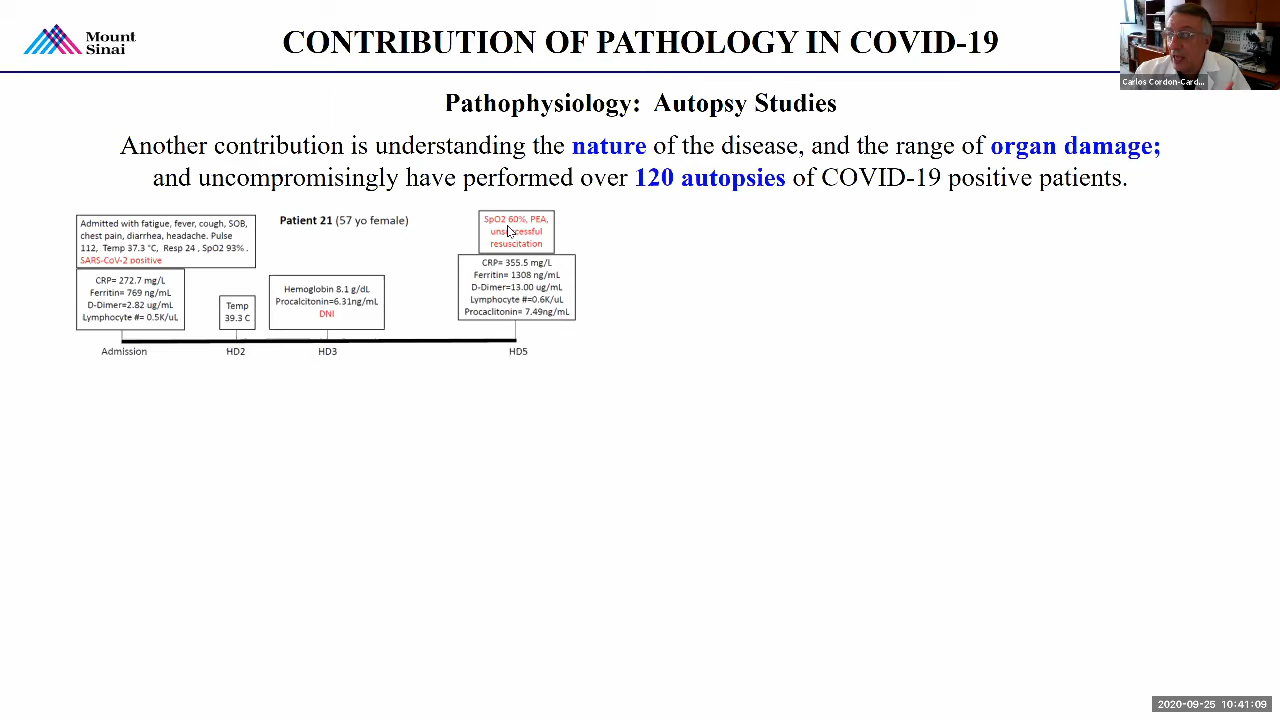 Mount
Sinai
CONTRIBUTION OF PATHOLOGY IN COVID-19
Carlos Cordon-Card...
Pathophysiology: Autopsy Studies
Another contribution is understanding the nature of the disease, and the range of organ damage;
and uncompromisingly have performed over 120 autopsies of COVID-19 positive patients.
Admitted with fatigue, fever, cough, SOB,
chest pain, diarrhea, headache. Pulse
112, Temp 37.3 °C, Resp 24 , SpO2 93% .
SARS-CoV-2 positive
CRP= 272.7 mg/L
Ferritin= 769 ng/mL
D-Dimer=2.82 ug/mL
Lymphocyte #= 0.5K/uL
Patient 21 (57 yo female)
Temp
39.3 C
Hemoglobin 8.1 g/dL
Procalcitonin=6.31ng/mL
DNI
SpO2 60%, PEA,
unsuccessful
resuscitation
CRP= 355.5 mg/L
Ferritin= 1308 ng/mL
D-Dimer=13.00 ug/mL
Lymphocyte #=0.6K/uL
Procaclitonin= 7.49ng/mL
Admission
HD2
HD3
HD5
2020-09-25 10:41:09